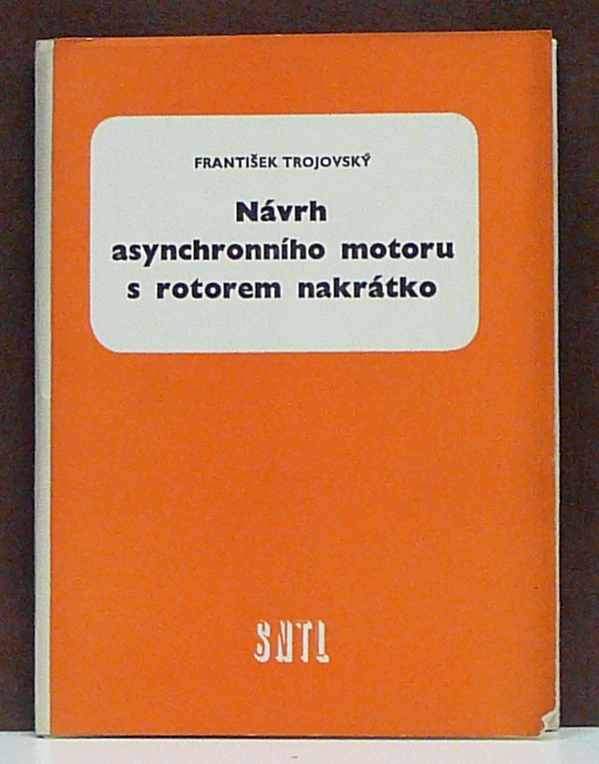 FRANTIŠEK TROJOVSKÝ
Návrh
asynchronního motoru
s rotorem nakrátko
SNTL